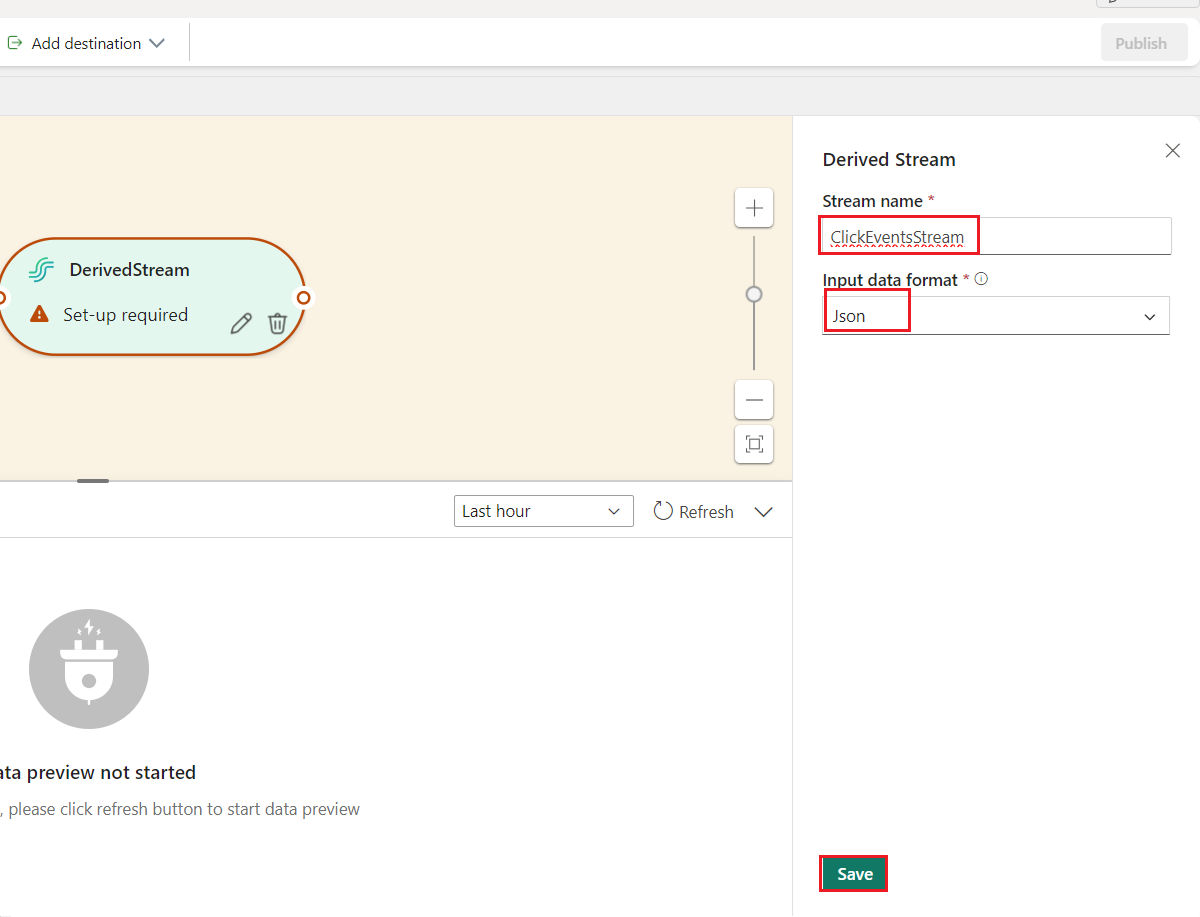 Add destination
Publish
Derived Stream
Stream name *
ClickEventsStream
DerivedStream
Input data format *
Set-up required
Json
Last hour
Refresh
ta preview not started
, please click refresh button to start data preview
Save